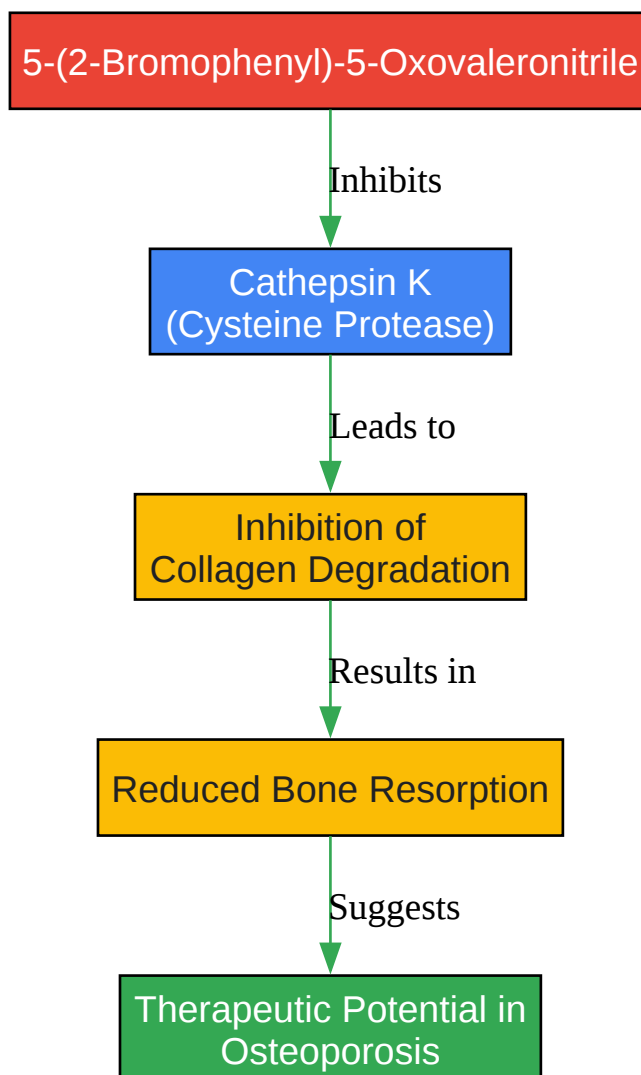 5-(2-Bromophenyl)-5-Oxovaleronitrile
Inhibits
Cathepsin K
(Cysteine Protease)
Leads to
Inhibition of
Collagen Degradation
Results in
Reduced Bone Resorption
Suggests
Therapeutic Potential in
Osteoporosis